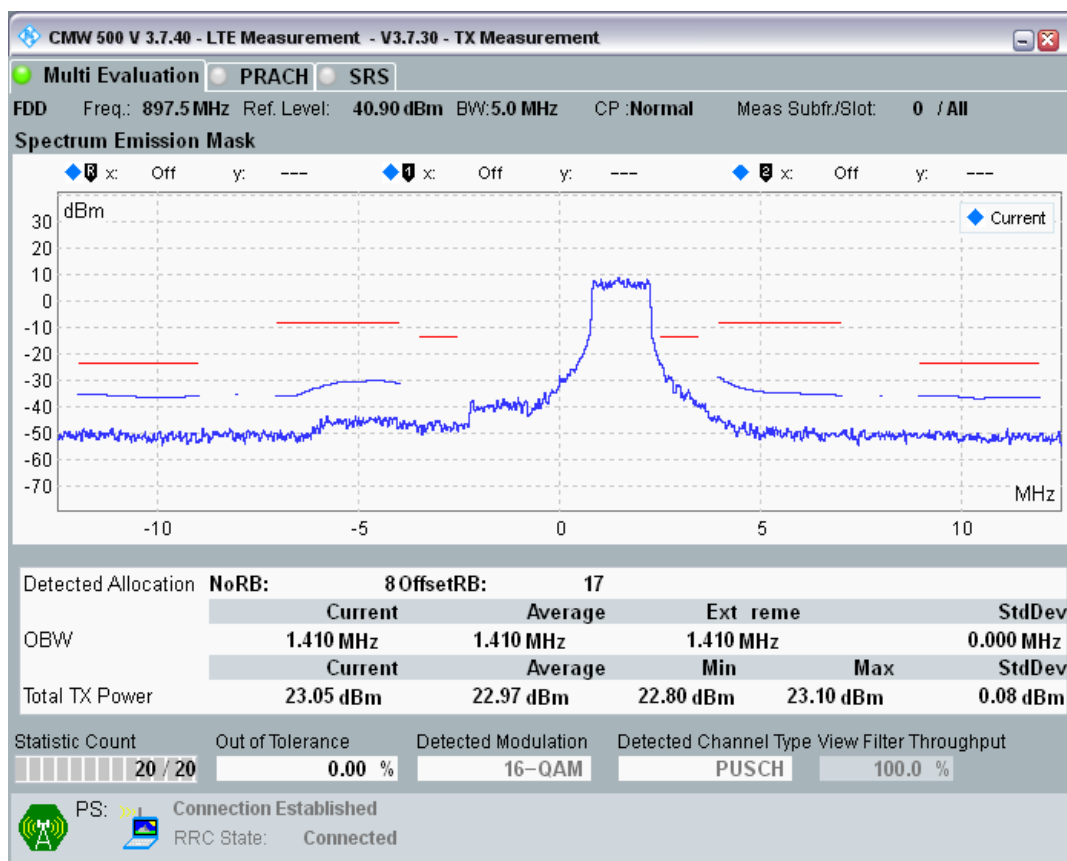 CMW 500 V 3.7.40 - LTE Measurement - V3.7.30 - TX Measurement
Multi Evaluation PRACH SRS
FDD Freq.: 897.5 MHz Ref. Level: 40.90 dBm BW:5.0 MHz CP :Normal Meas Subfr./Slot: 0 / All
Spectrum Emission Mask
R x: Off y: --- 1 x: Off y: --- 2 x: Off y: ---
dBm
Current
30
20
10
0
-10
-20
-30
-40
-50
-60
-70
MHz
-10 -5 0 5 10
Detected Allocation NoRB: 8 OffsetRB: 17
Current Average Ext reme StdDev
OBW 1.410 MHz 1.410 MHz 1.410 MHz 0.000 MHz
Current Average Min Max StdDev
Total TX Power 23.05 dBm 22.97 dBm 22.80 dBm 23.10 dBm 0.08 dBm
Statistic Count Out of Tolerance Detected Modulation Detected Channel Type View Filter Throughput
20 / 20 0.00 % 16-QAM PUSCH 100.0 %
PS: Connection Established
RRC State: Connected